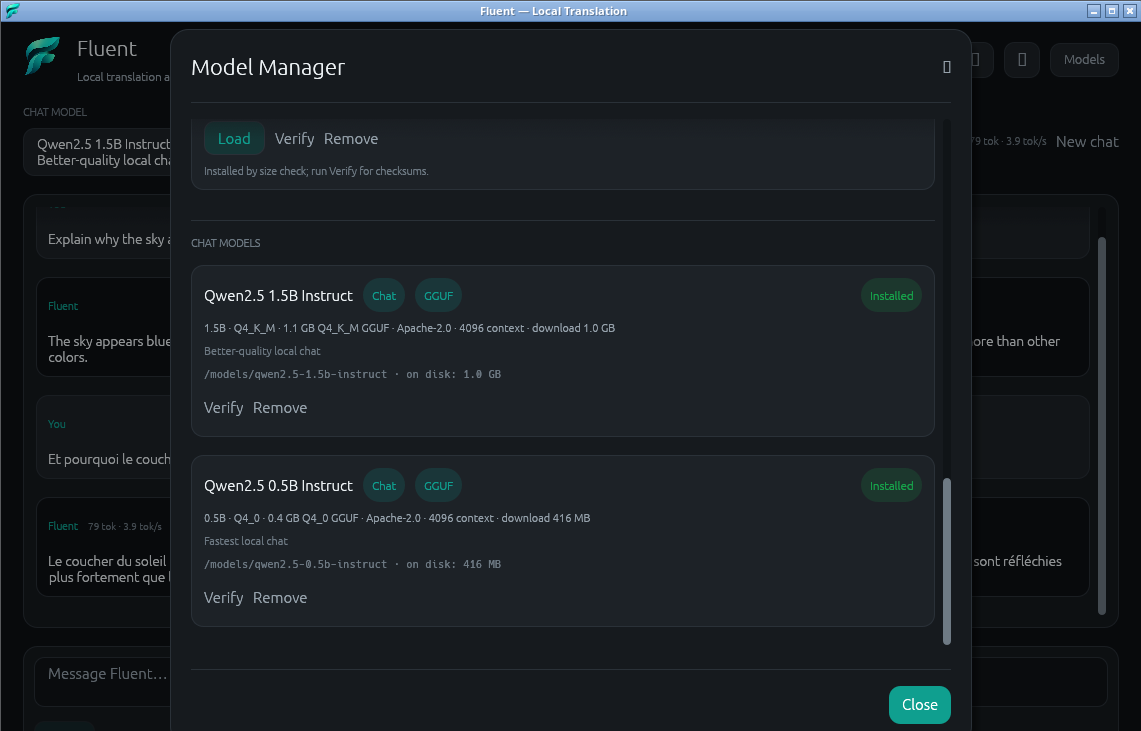 Fluent — Local Translation
Fluent
Local translation a
Models
CHAT MODEL
Qwen2.5 1.5B Instruct
Better-quality local cha
79 tok · 3.9 tok/s
New chat
Explain why the sky a
Fluent
The sky appears blue
more than other
colors.
You
Et pourquoi le couch
Fluent 79 tok · 3.9 tok/s
Le coucher du soleil
sont réfléchies
plus fortement que l
Message Fluent…
Model Manager
Load Verify Remove
Installed by size check; run Verify for checksums.
CHAT MODELS
Qwen2.5 1.5B Instruct Chat GGUF Installed
1.5B · Q4_K_M · 1.1 GB Q4_K_M GGUF · Apache-2.0 · 4096 context · download 1.0 GB
Better-quality local chat
/models/qwen2.5-1.5b-instruct · on disk: 1.0 GB
Verify Remove
Qwen2.5 0.5B Instruct Chat GGUF Installed
0.5B · Q4_0 · 0.4 GB Q4_0 GGUF · Apache-2.0 · 4096 context · download 416 MB
Fastest local chat
/models/qwen2.5-0.5b-instruct · on disk: 416 MB
Verify Remove
Close